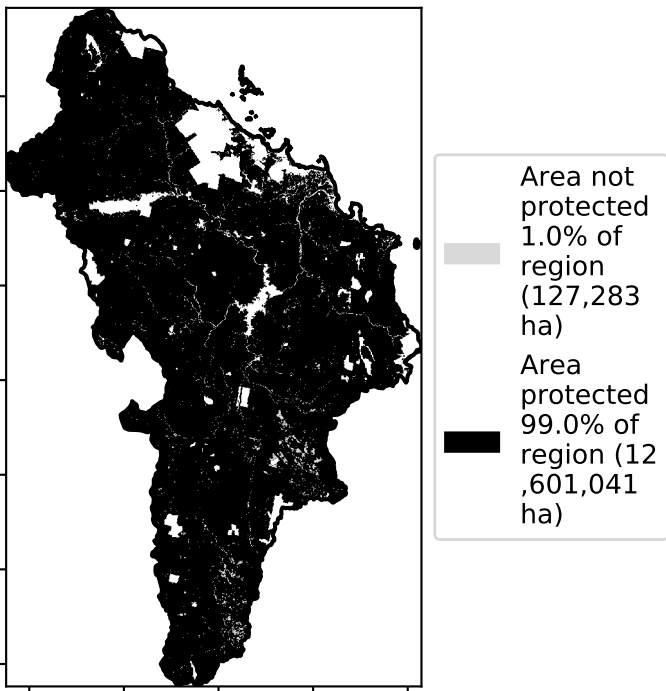 Area not
protected
1.0% of
region
(127,283
ha)
Area
protected
99.0% of
region (12
,601,041
ha)